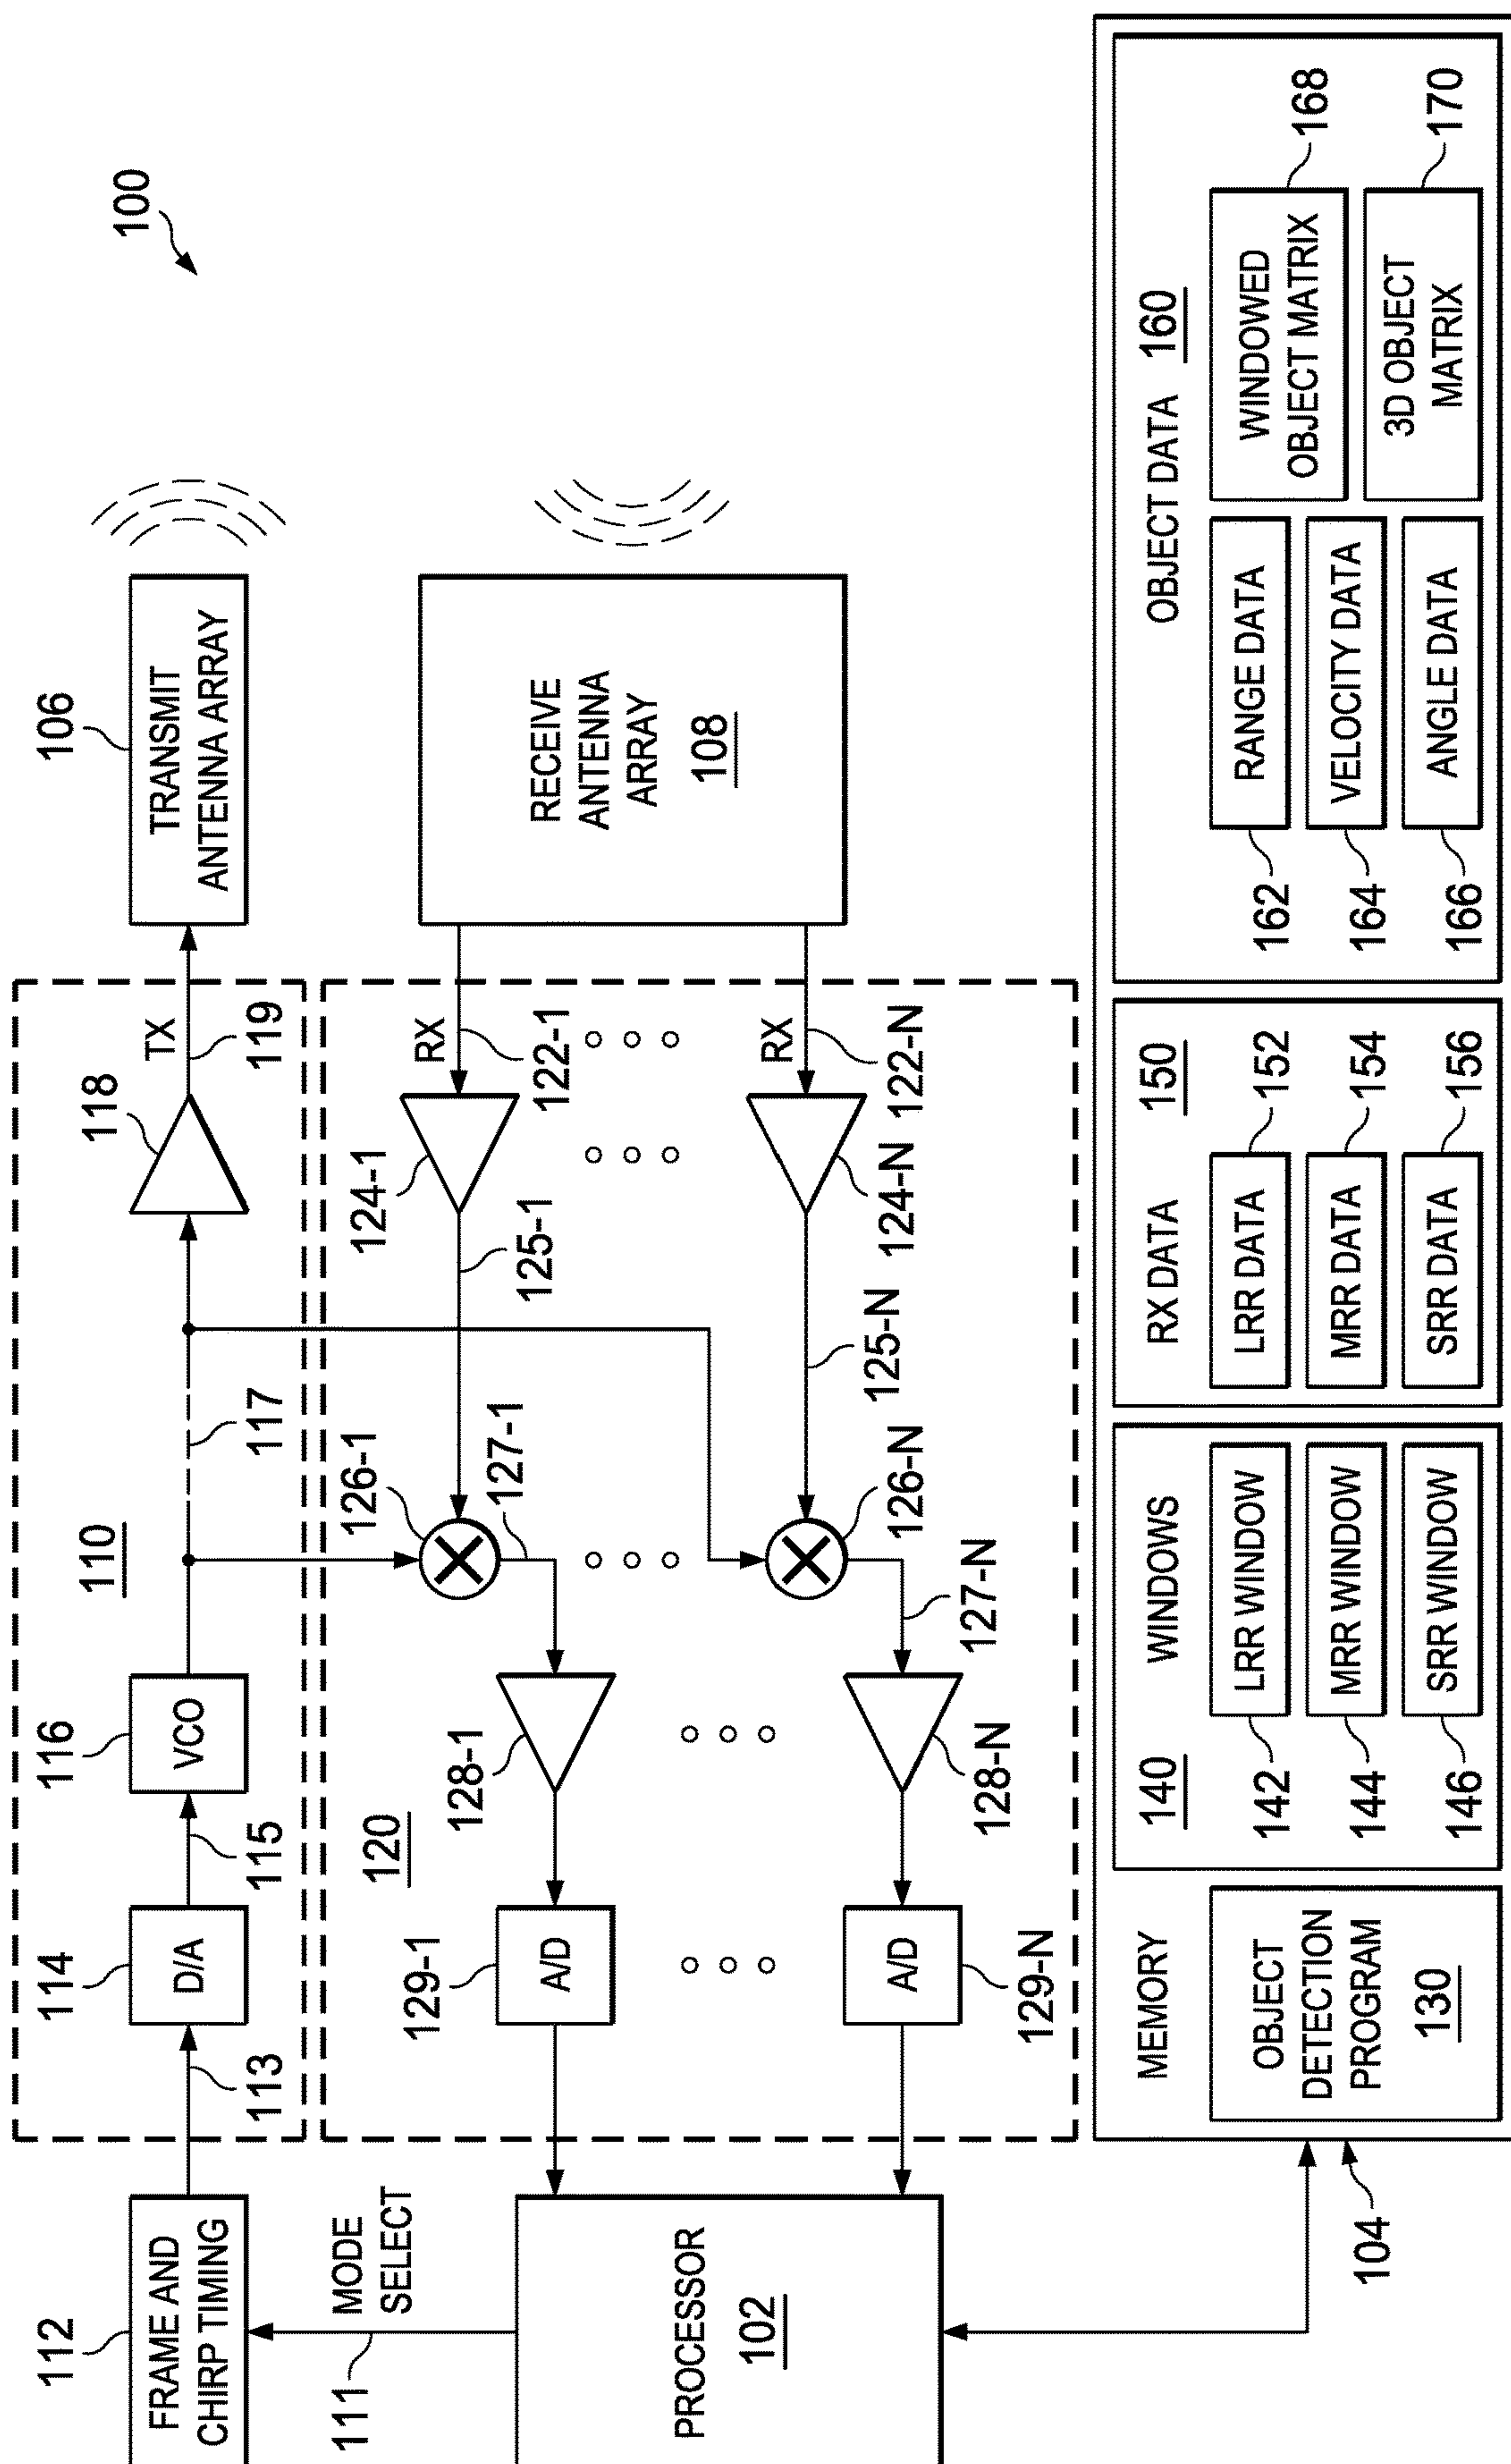 100
112
FRAME AND
CHIRP TIMING
113
114
D/A
115
116
VCO
110
117
118
TX
119
106
TRANSMIT
ANTENNA ARRAY
111
MODE
SELECT
PROCESSOR
102
120
129-1
A/D
128-1
126-1
127-1
125-1
124-1
RX
122-1
RECEIVE
ANTENNA
ARRAY
108
A/D
129-N
128-N
127-N
126-N
125-N
124-N
RX
122-N
104
MEMORY
OBJECT
DETECTION
PROGRAM
130
140
WINDOWS
142
LRR WINDOW
144
MRR WINDOW
146
SRR WINDOW
RX DATA
150
LRR DATA
152
MRR DATA
154
SRR DATA
156
OBJECT DATA
160
162
RANGE DATA
164
VELOCITY DATA
166
ANGLE DATA
WINDOWED
OBJECT MATRIX
168
3D OBJECT
MATRIX
170